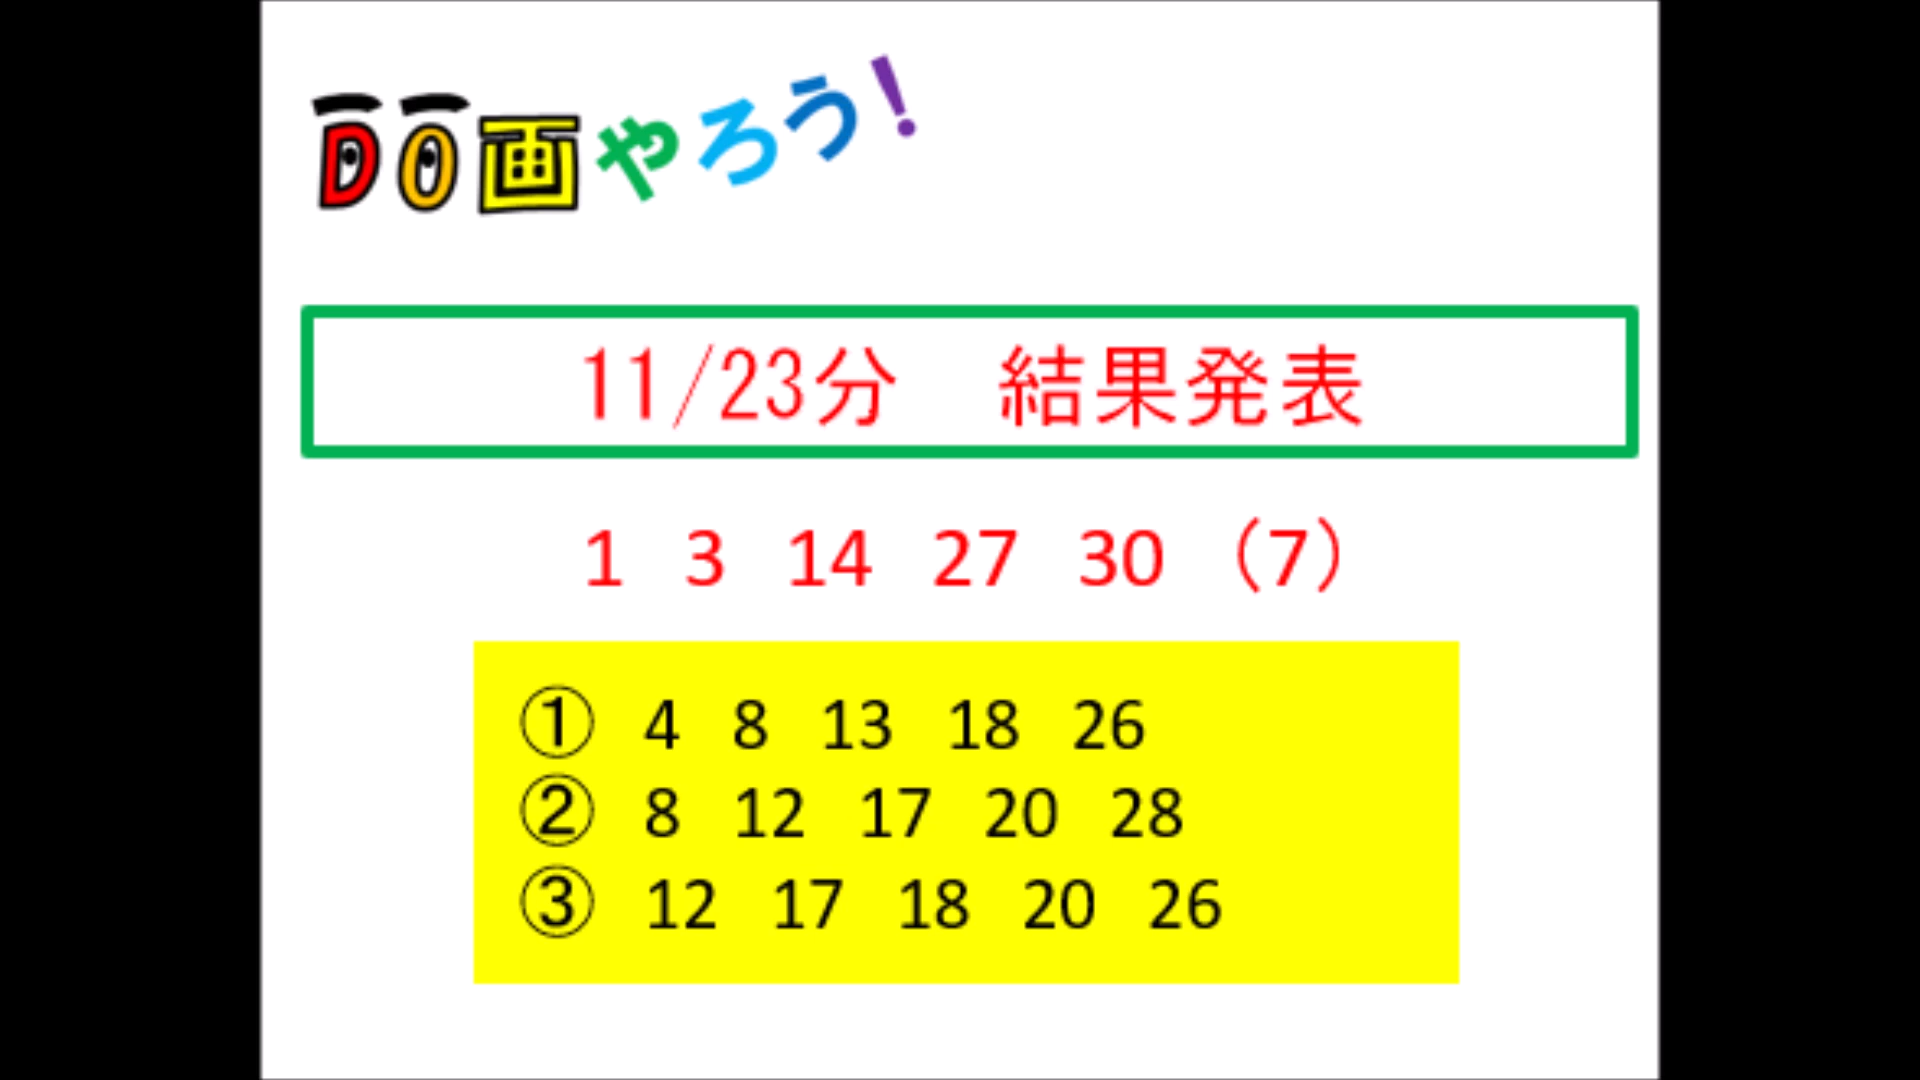 DO画やろう！
11/23分　結果発表
1 3 14 27 30 （7）
① 4 8 13 18 26
② 8 12 17 20 28
③ 12 17 18 20 26